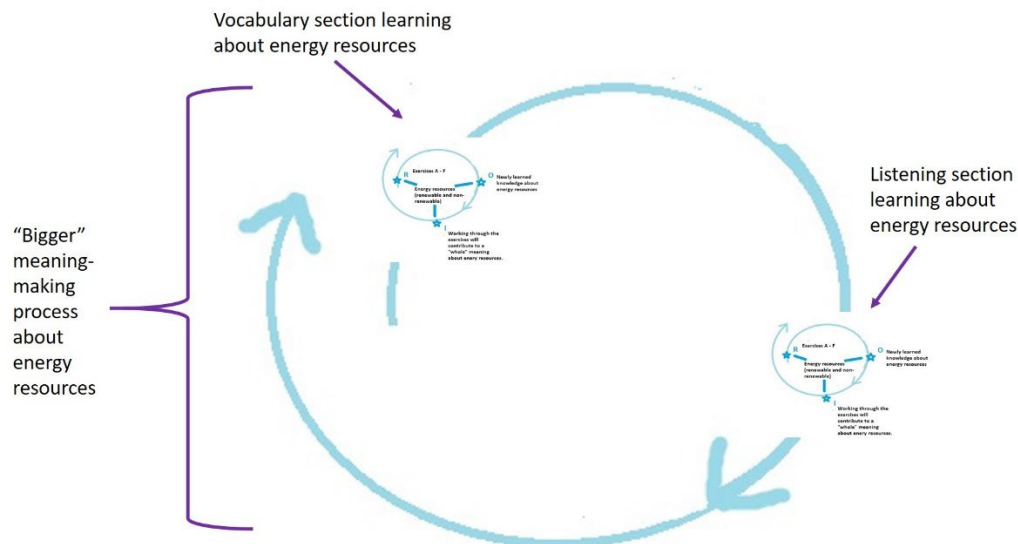 Vocabulary section learning
about energy resources
Listening section
learning about
energy resources
“Bigger”
meaning-
making
process
about
energy
resources
R
Exercises A - F
O
Newly learned
knowledge about
energy resources
Energy resources
(renewable and non-
renewable)
I
Working through the
exercises will
contribute to a
"whole" meaning
about enery resources.
R
Exercises A - F
O
Newly learned
knowledge about
energy resources
Energy resources
(renewable and non-
renewable)
I
Working through the
exercises will
contribute to a
"whole" meaning
about enery resources.